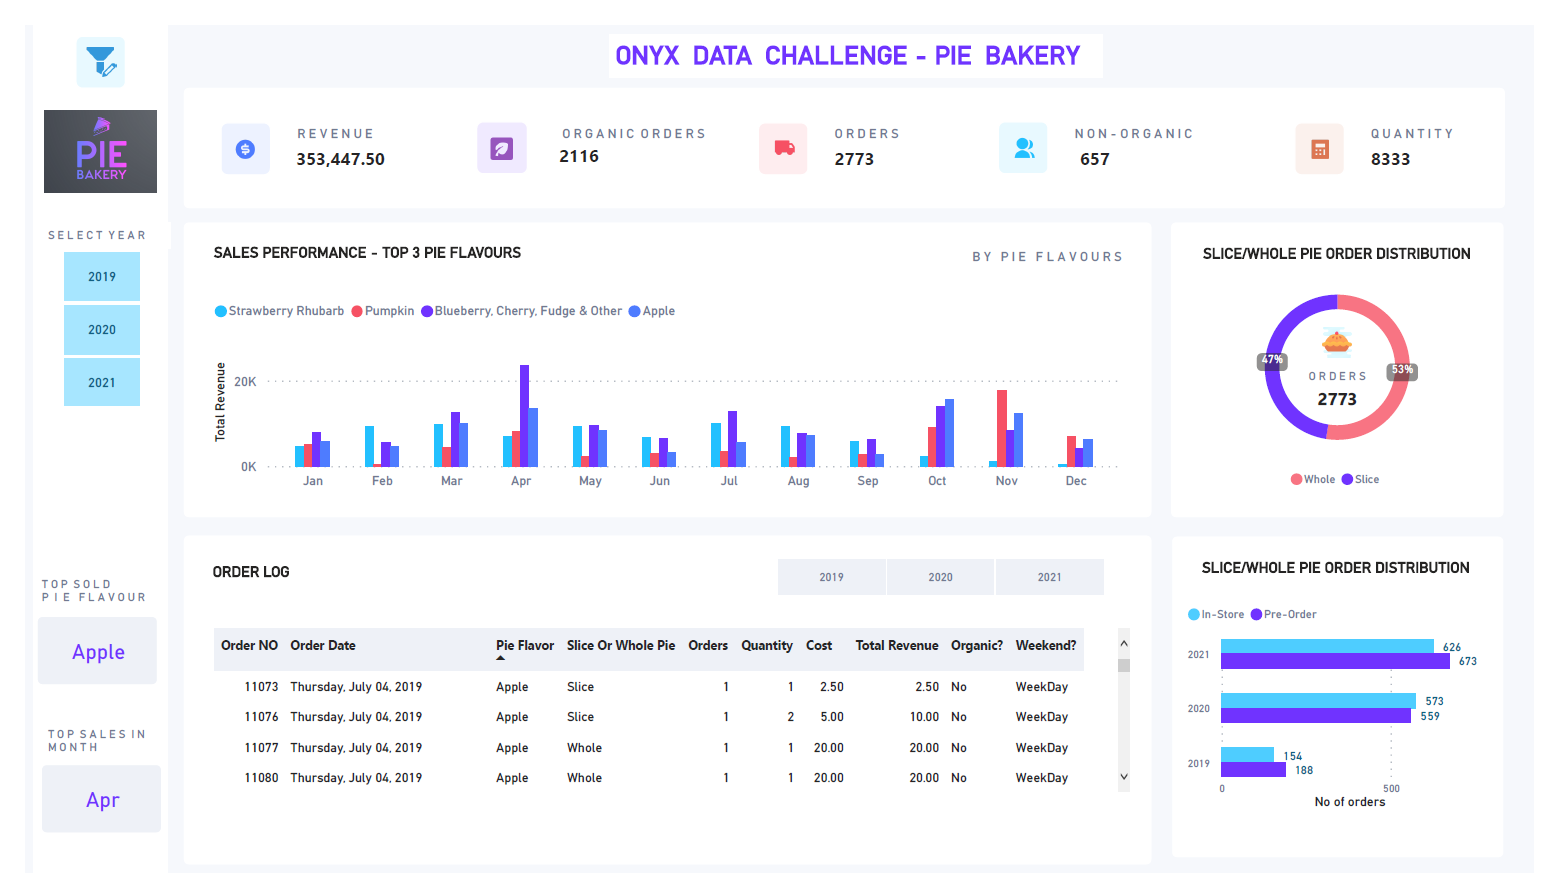 ONYX DATA CHALLENGE - PIE BAKERY
PIE
BAKERY
REVENUE
353,447.50
ORGANIC ORDERS
2116
ORDERS
2773
NON-ORGANIC
657
QUANTITY
8333
SELECT YEAR
2019
2020
2021
TOP SOLD
PIE FLAVOUR
Apple
TOP SALES IN
MONTH
Apr
SALES PERFORMANCE - TOP 3 PIE FLAVOURS
BY PIE FLAVOURS
Strawberry Rhubarb Pumpkin Blueberry, Cherry, Fudge & Other Apple
Total Revenue
20K
0K
Jan Feb Mar Apr May Jun Jul Aug Sep Oct Nov Dec
SLICE/WHOLE PIE ORDER DISTRIBUTION
47%
53%
ORDERS
2773
Whole Slice
ORDER LOG
2019 2020 2021
Order NO Order Date Pie Flavor Slice Or Whole Pie Orders Quantity Cost Total Revenue Organic? Weekend?
11073 Thursday, July 04, 2019 Apple Slice 1 1 2.50 2.50 No WeekDay
11076 Thursday, July 04, 2019 Apple Slice 1 2 5.00 10.00 No WeekDay
11077 Thursday, July 04, 2019 Apple Whole 1 1 20.00 20.00 No WeekDay
11080 Thursday, July 04, 2019 Apple Whole 1 1 20.00 20.00 No WeekDay
SLICE/WHOLE PIE ORDER DISTRIBUTION
In-Store Pre-Order
2021
626
673
2020
573
559
2019
154
188
0 500
No of orders